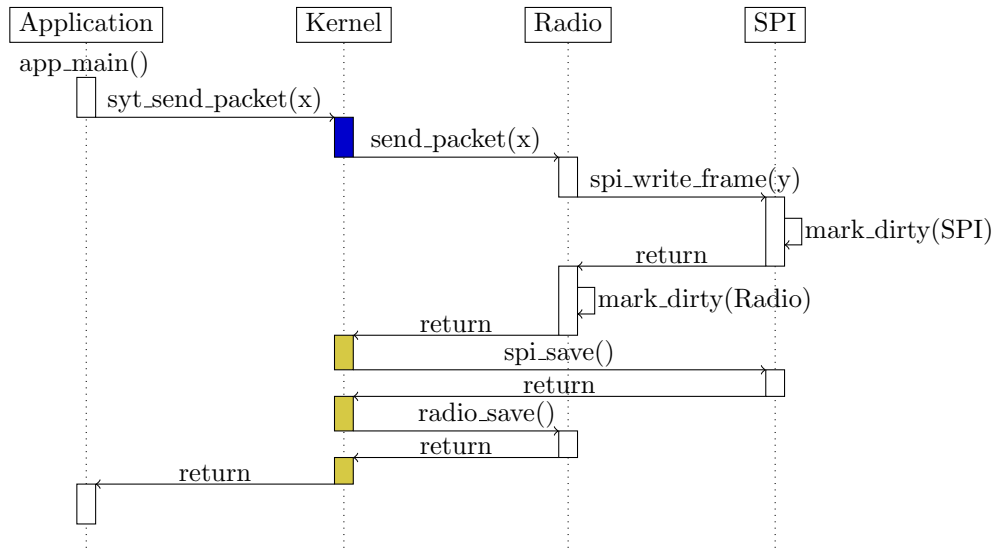 Application Kernel Radio SPI
app_main()
syt_send_packet(x)
send_packet(x)
spi_write_frame(y)
mark_dirty(SPI)
return
mark_dirty(Radio)
return
spi_save()
return
radio_save()
return
return